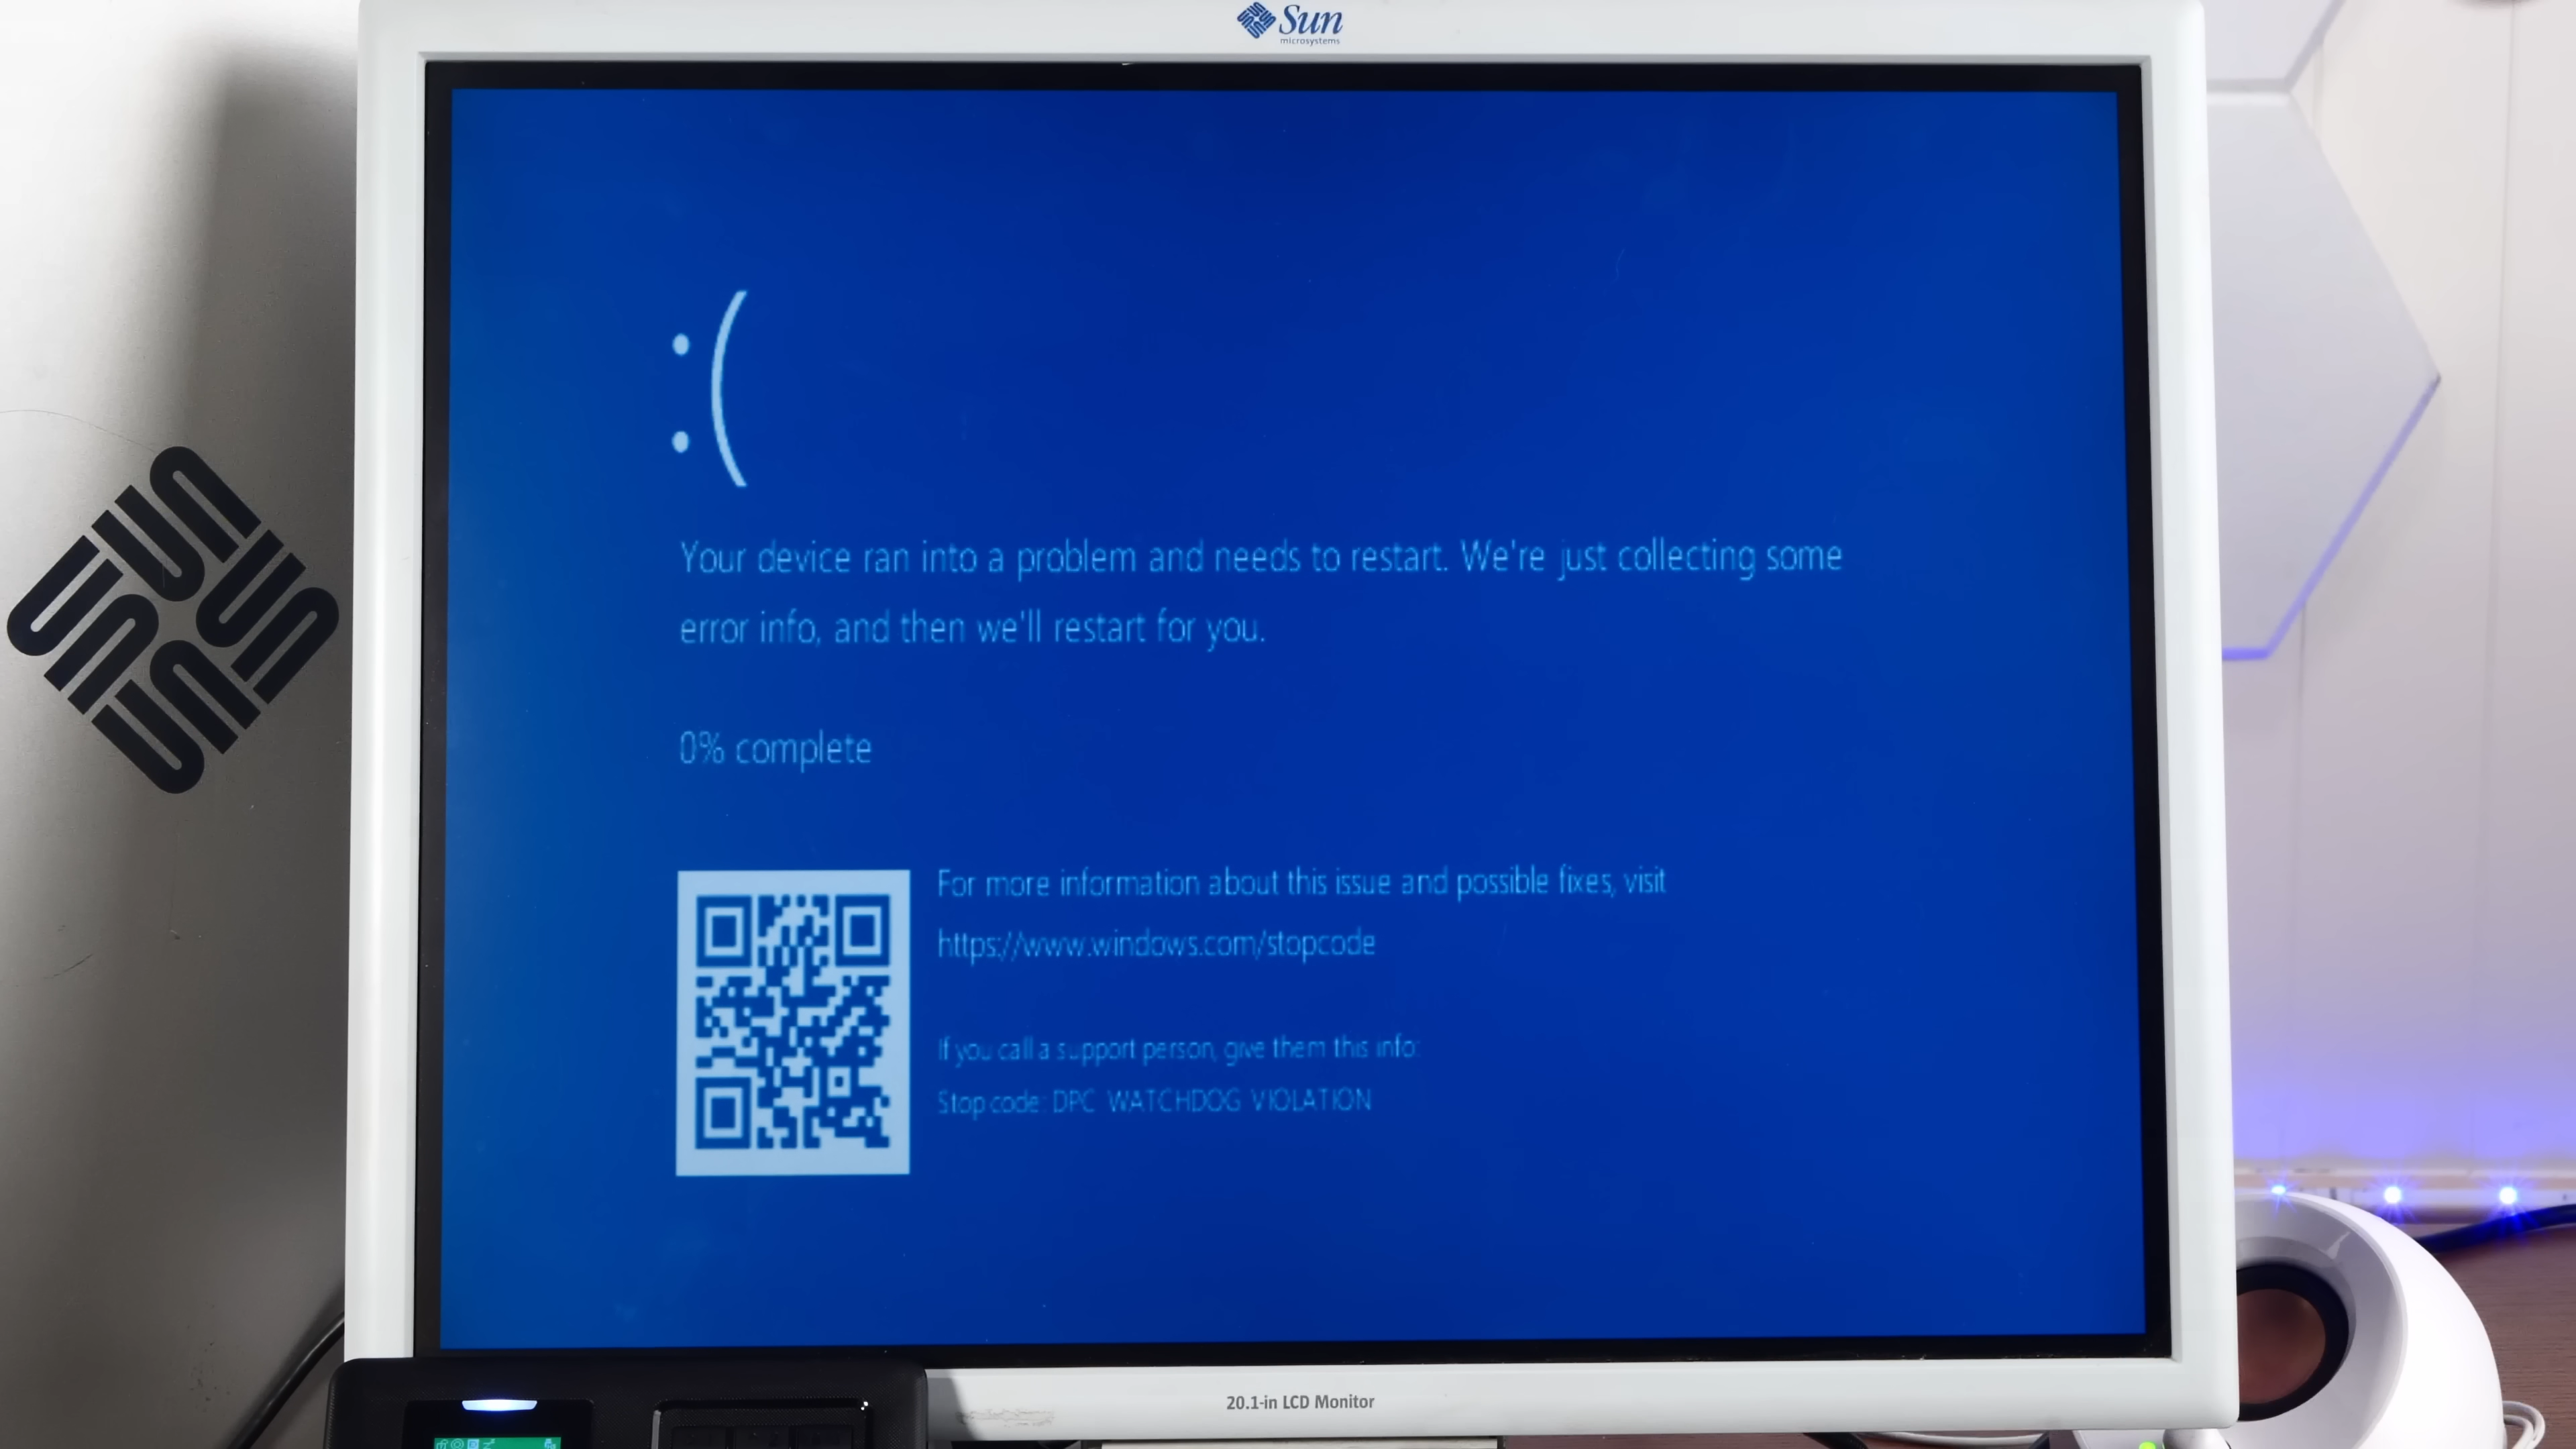 Sun
microsystems
:(
Your device ran into a problem and needs to restart. We're just collecting some
error info, and then we'll restart for you.
0% complete
For more information about this issue and possible fixes, visit
https://www.windows.com/stopcode
If you call a support person, give them this info:
Stop code: DPC WATCHDOG VIOLATION
20.1-in LCD Monitor